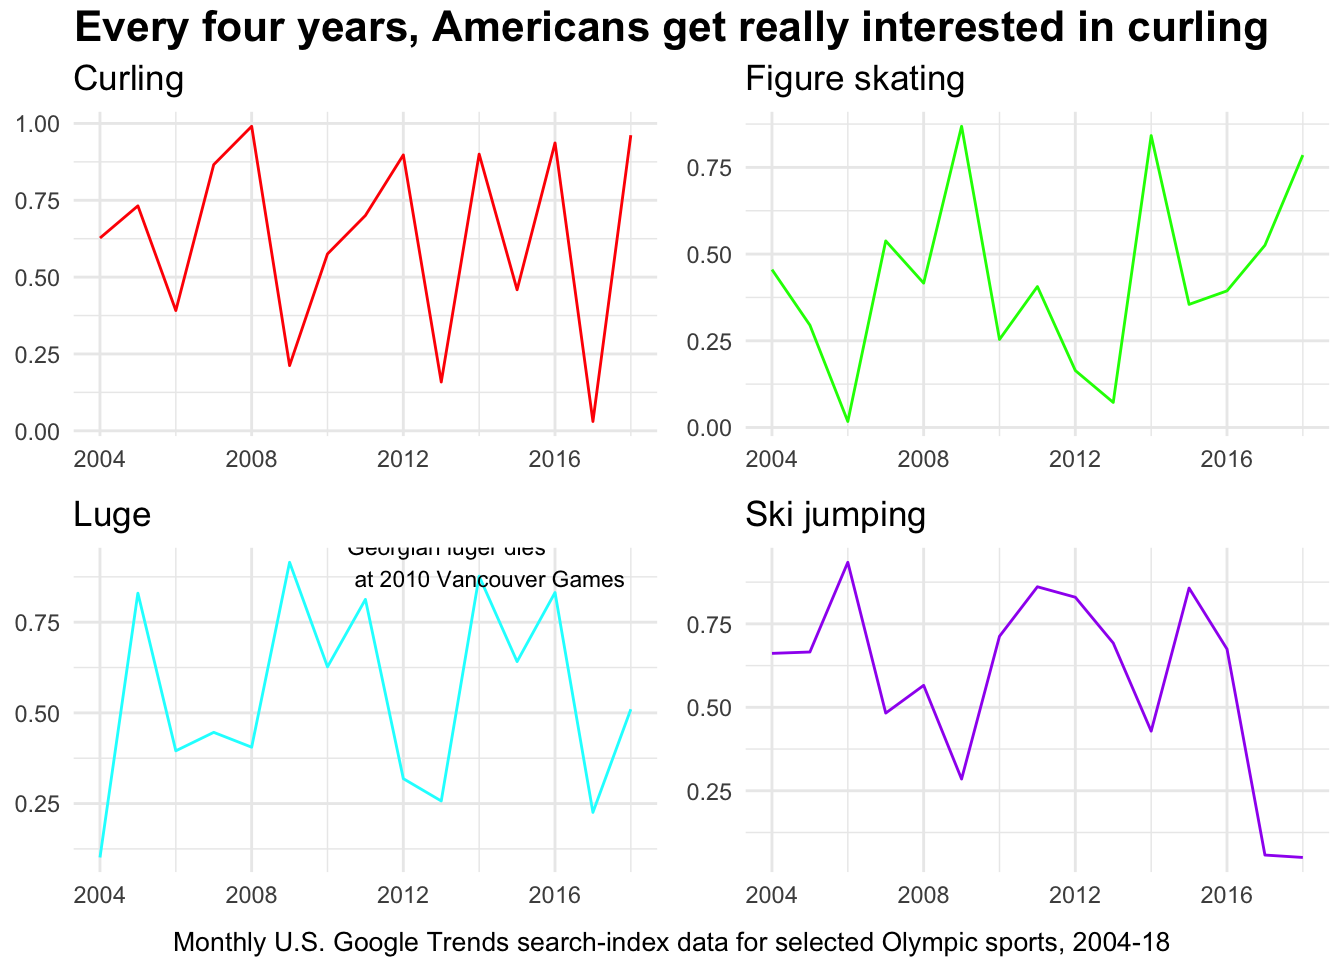 Every four years, Americans get really interested in curling
Curling
1.00
0.75
0.50
0.25
0.00
2004 2008 2012 2016
Figure skating
0.75
0.50
0.25
0.00
2004 2008 2012 2016
Luge
Georgian luger dies
at 2010 Vancouver Games
0.75
0.50
0.25
2004 2008 2012 2016
Ski jumping
0.75
0.50
0.25
2004 2008 2012 2016
Monthly U.S. Google Trends search-index data for selected Olympic sports, 2004-18